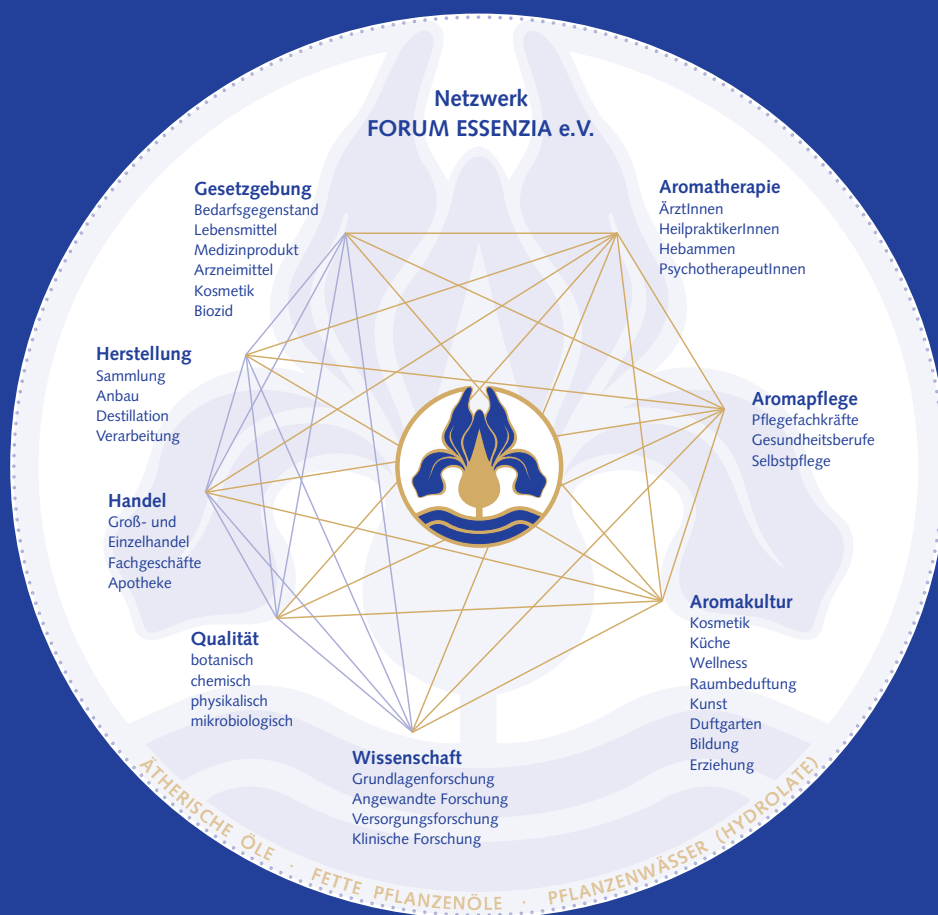 Netzwerk
FORUM ESSENZIA e.V.
Gesetzgebung
Bedarfsgegenstand
Lebensmittel
Medizinprodukt
Arzneimittel
Kosmetik
Biozid
Aromatherapie
ÄrztInnen
HeilpraktikerInnen
Hebammen
PsychotherapeutInnen
Herstellung
Sammlung
Anbau
Destillation
Verarbeitung
Aromapflege
Pflegefachkräfte
Gesundheitsberufe
Selbstpflege
Handel
Groß- und
Einzelhandel
Fachgeschäfte
Apotheke
Aromakultur
Kosmetik
Küche
Wellness
Raumbeduftung
Kunst
Duftgarten
Bildung
Erziehung
Qualität
botanisch
chemisch
physikalisch
mikrobiologisch
Wissenschaft
Grundlagenforschung
Angewandte Forschung
Versorgungsforschung
Klinische Forschung
ÄTHERISCHE ÖLE · FETTE PFLANZENÖLE · PFLANZENWÄSSER (HYDROLATE)